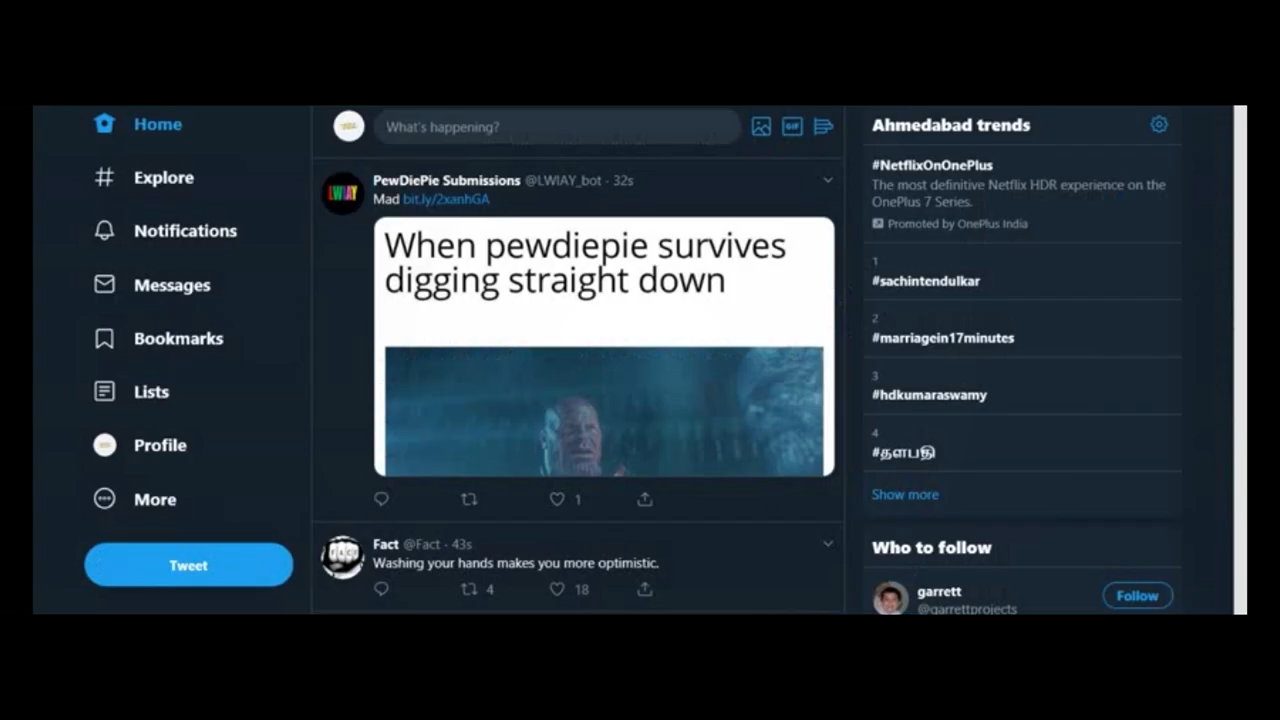 Home
Explore
Notifications
Messages
Bookmarks
Lists
Profile
More
Tweet
What's happening?
GIF
PewDiePie Submissions @LWIAY_bot · 32s
Mad bit.ly/2xanhGA
LWIAY
When pewdiepie survives
digging straight down
1
Fact @Fact · 43s
Washing your hands makes you more optimistic.
4 18
Ahmedabad trends
#NetflixOnOnePlus
The most definitive Netflix HDR experience on the
OnePlus 7 Series.
Promoted by OnePlus India
1
#sachintendulkar
2
#marriagein17minutes
3
#hdkumaraswamy
4
#தளபதி
Show more
Who to follow
garrett
@garrettprojects
Follow